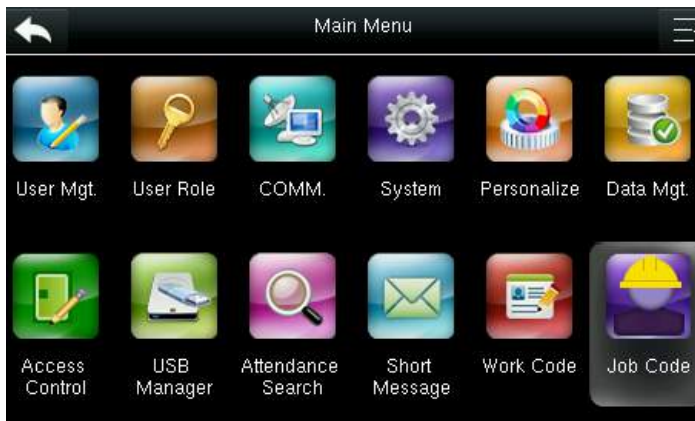 Main Menu
User Mgt.
User Role
COMM.
System
Personalize
Data Mgt.
Access
Control
USB
Manager
Attendance
Search
Short
Message
Work Code
Job Code